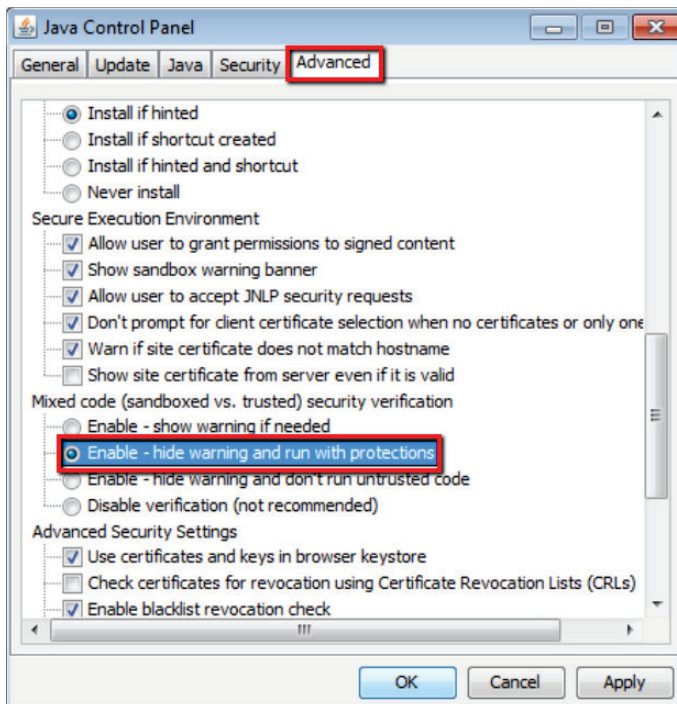 Java Control Panel
General Update Java Security Advanced
Install if hinted
Install if shortcut created
Install if hinted and shortcut
Never install
Secure Execution Environment
Allow user to grant permissions to signed content
Show sandbox warning banner
Allow user to accept JNLP security requests
Don't prompt for client certificate selection when no certificates or only one
Warn if site certificate does not match hostname
Show site certificate from server even if it is valid
Mixed code (sandboxed vs. trusted) security verification
Enable - show warning if needed
Enable - hide warning and run with protections
Enable - hide warning and don't run untrusted code
Disable verification (not recommended)
Advanced Security Settings
Use certificates and keys in browser keystore
Check certificates for revocation using Certificate Revocation Lists (CRLs)
Enable blacklist revocation check
OK Cancel Apply